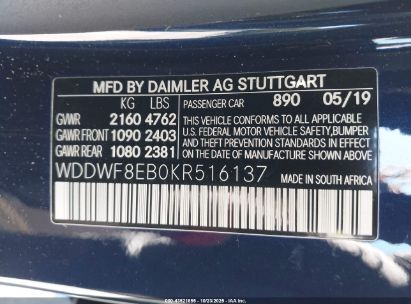 MFD BY DAIMLER AG STUTTGART
KG LBS PASSENGER CAR 890 05/19
GVWR 2160 4762
GAWR FRONT 1090 2403
GAWR REAR 1080 2381
THIS VEHICLE CONFORMS TO ALL APPLICABLE
U.S. FEDERAL MOTOR VEHICLE SAFETY, BUMPER
AND THEFT PREVENTION STANDARDS IN EFFECT
ON THE DATE OF MANUFACTURE SHOWN ABOVE.
WDDWF8EB0KR516137
MADE IN SOUTH AFRICA